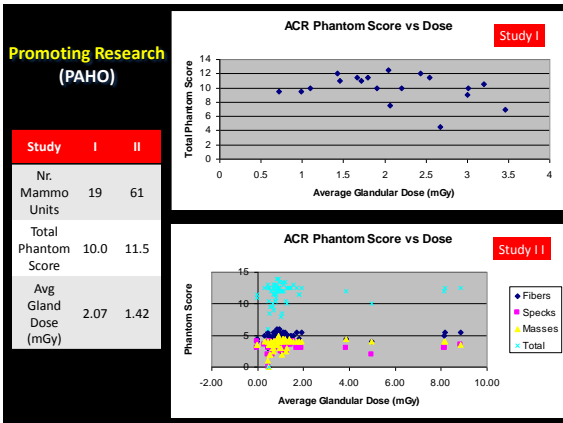 Promoting Research
(PAHO)
Study I II
Nr.
Mammo
Units
19 61
Total
Phantom
Score
10.0 11.5
Avg
Gland
Dose
(mGy)
2.07 1.42
ACR Phantom Score vs Dose
Study I
Total Phantom Score
14
12
10
8
6
4
2
0
0 0.5 1 1.5 2 2.5 3 3.5 4
Average Glandular Dose (mGy)
ACR Phantom Score vs Dose
Study I I
Phantom Score
15
10
5
0
-2.00 0.00 2.00 4.00 6.00 8.00 10.00
Average Glandular Dose (mGy)
Fibers
Specks
Masses
Total